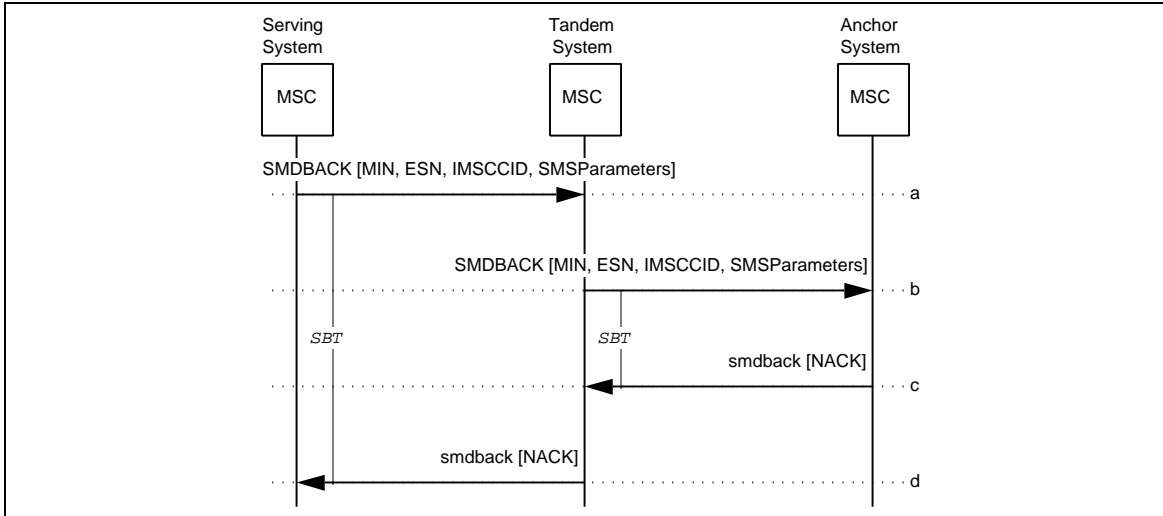 Serving
System
Tandem
System
Anchor
System
MSC
MSC
MSC
SMDBACK [MIN, ESN, IMSCCID, SMSParameters]
a
SMDBACK [MIN, ESN, IMSCCID, SMSParameters]
b
SBT
SBT
smdback [NACK]
c
smdback [NACK]
d